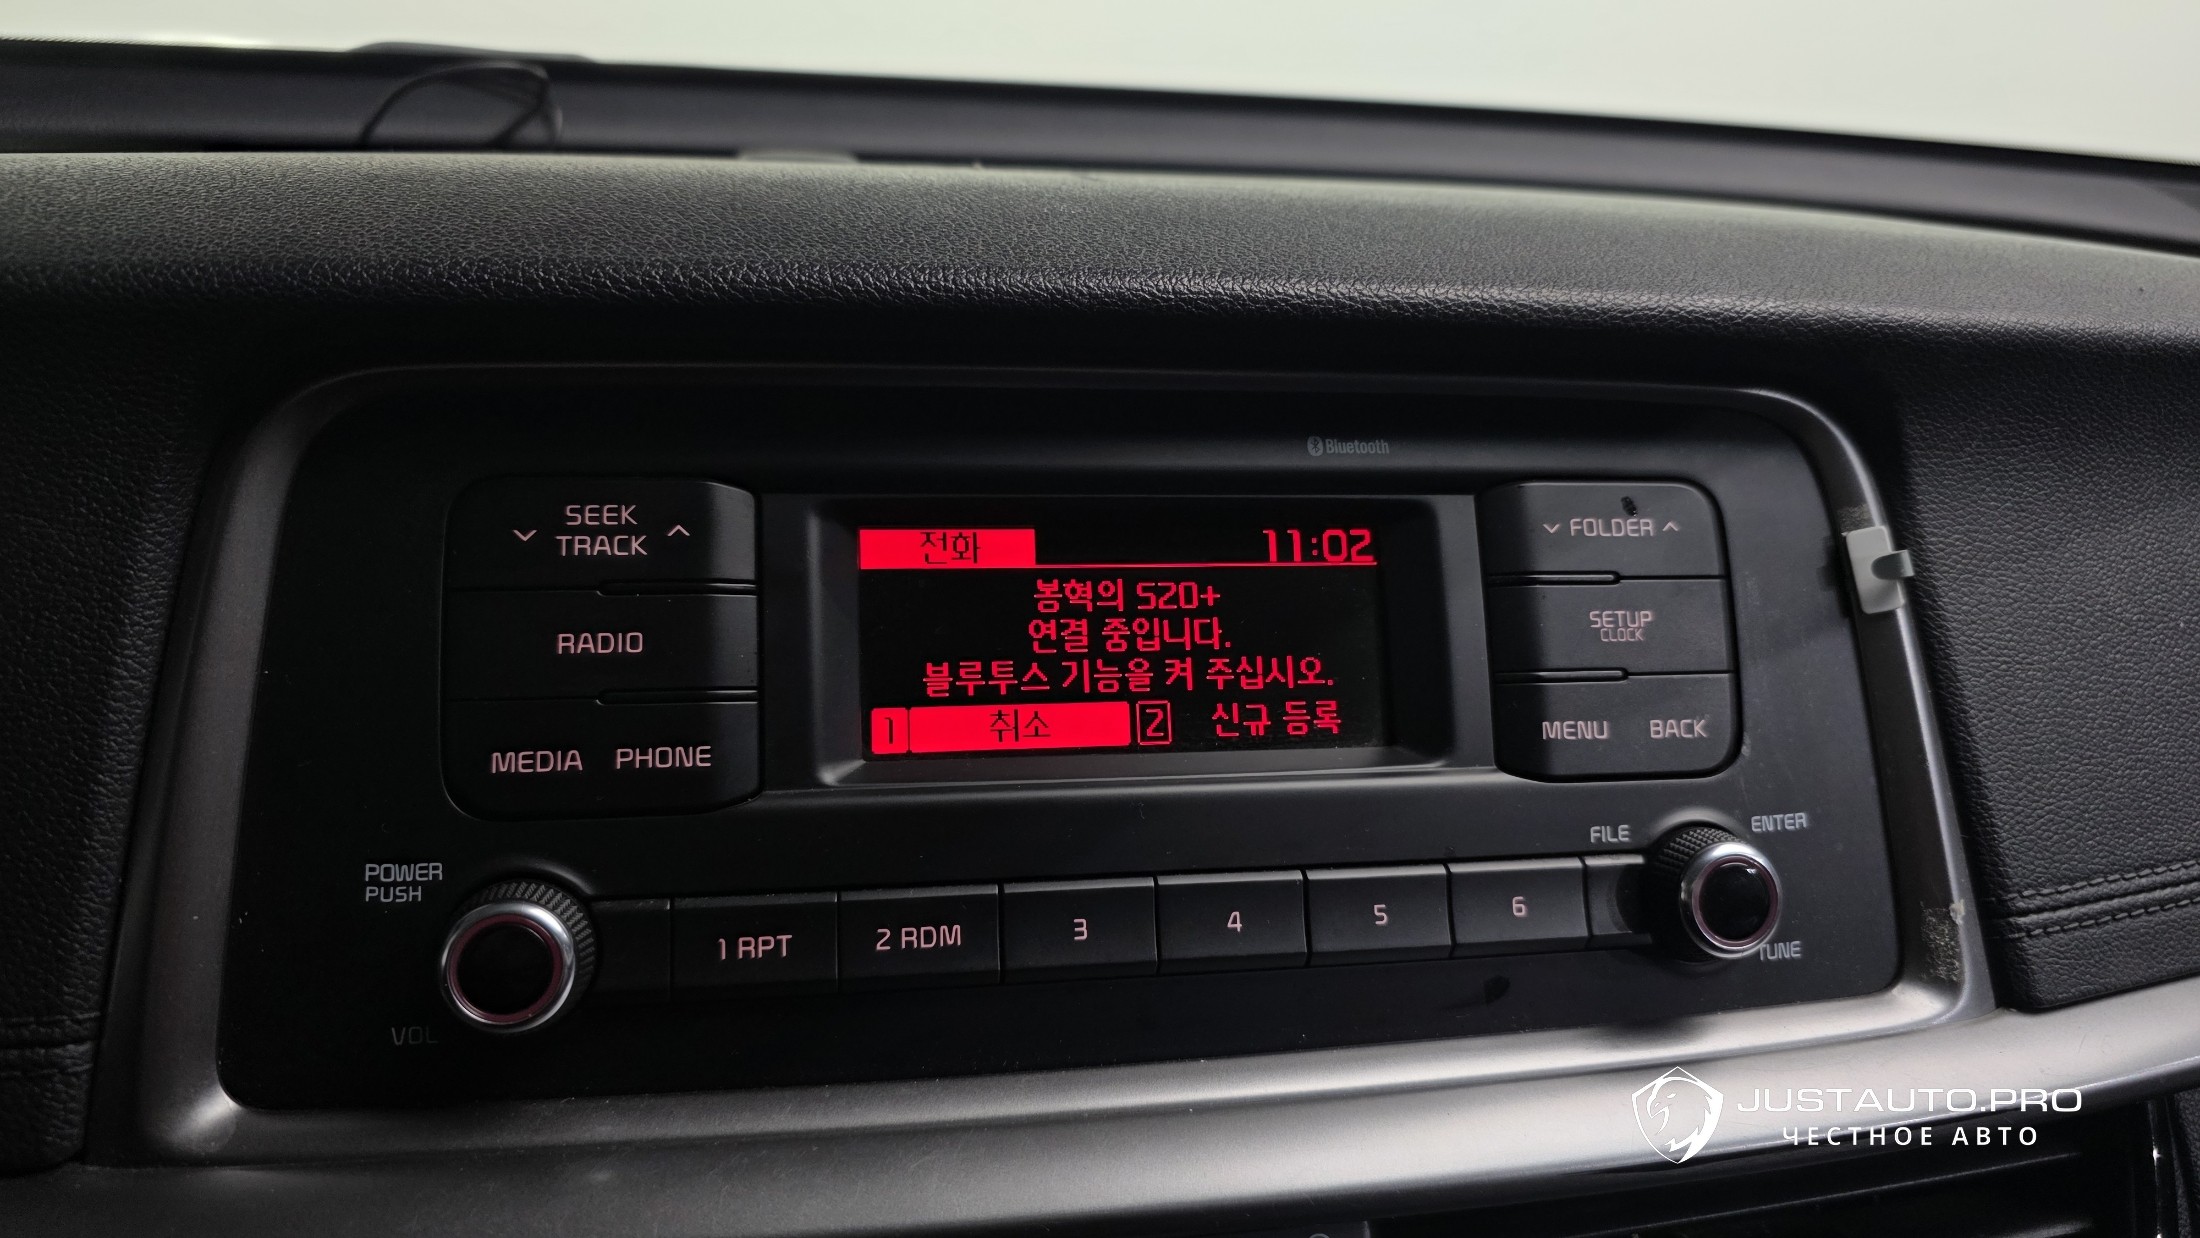 Bluetooth
SEEK
TRACK
RADIO
MEDIA PHONE
전화 11:02
봉혁의 S20+
연결 중입니다.
블루투스 기능을 켜 주십시오.
1 취소 2 신규 등록
FOLDER
SETUP
CLOCK
MENU BACK
POWER
PUSH
VOL
1 RPT 2 RDM 3 4 5 6
FILE
ENTER
TUNE
JUSTAUTO.PRO
ЧЕСТНОЕ АВТО